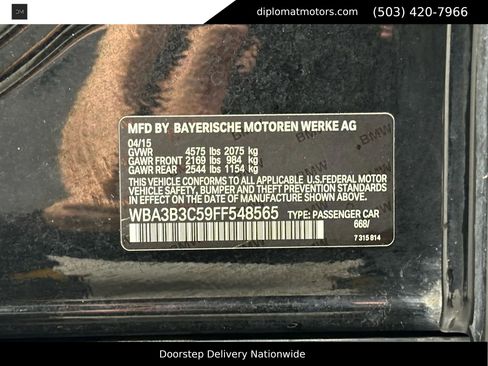 DM
diplomatmotors.com (503) 420-7966
MFD BY BAYERISCHE MOTOREN WERKE AG
04/15
GVWR 4575 lbs 2075 kg
GAWR FRONT 2169 lbs 984 kg
GAWR REAR 2544 lbs 1154 kg
THIS VEHICLE CONFORMS TO ALL APPLICABLE U.S.FEDERAL MOTOR
VEHICLE SAFETY, BUMPER, AND THEFT PREVENTION STANDARDS
IN EFFECT ON THE DATE OF MANUFACTURE SHOWN ABOVE.
WBA3B3C59FF548565 TYPE: PASSENGER CAR
668/
7 315 814
Doorstep Delivery Nationwide